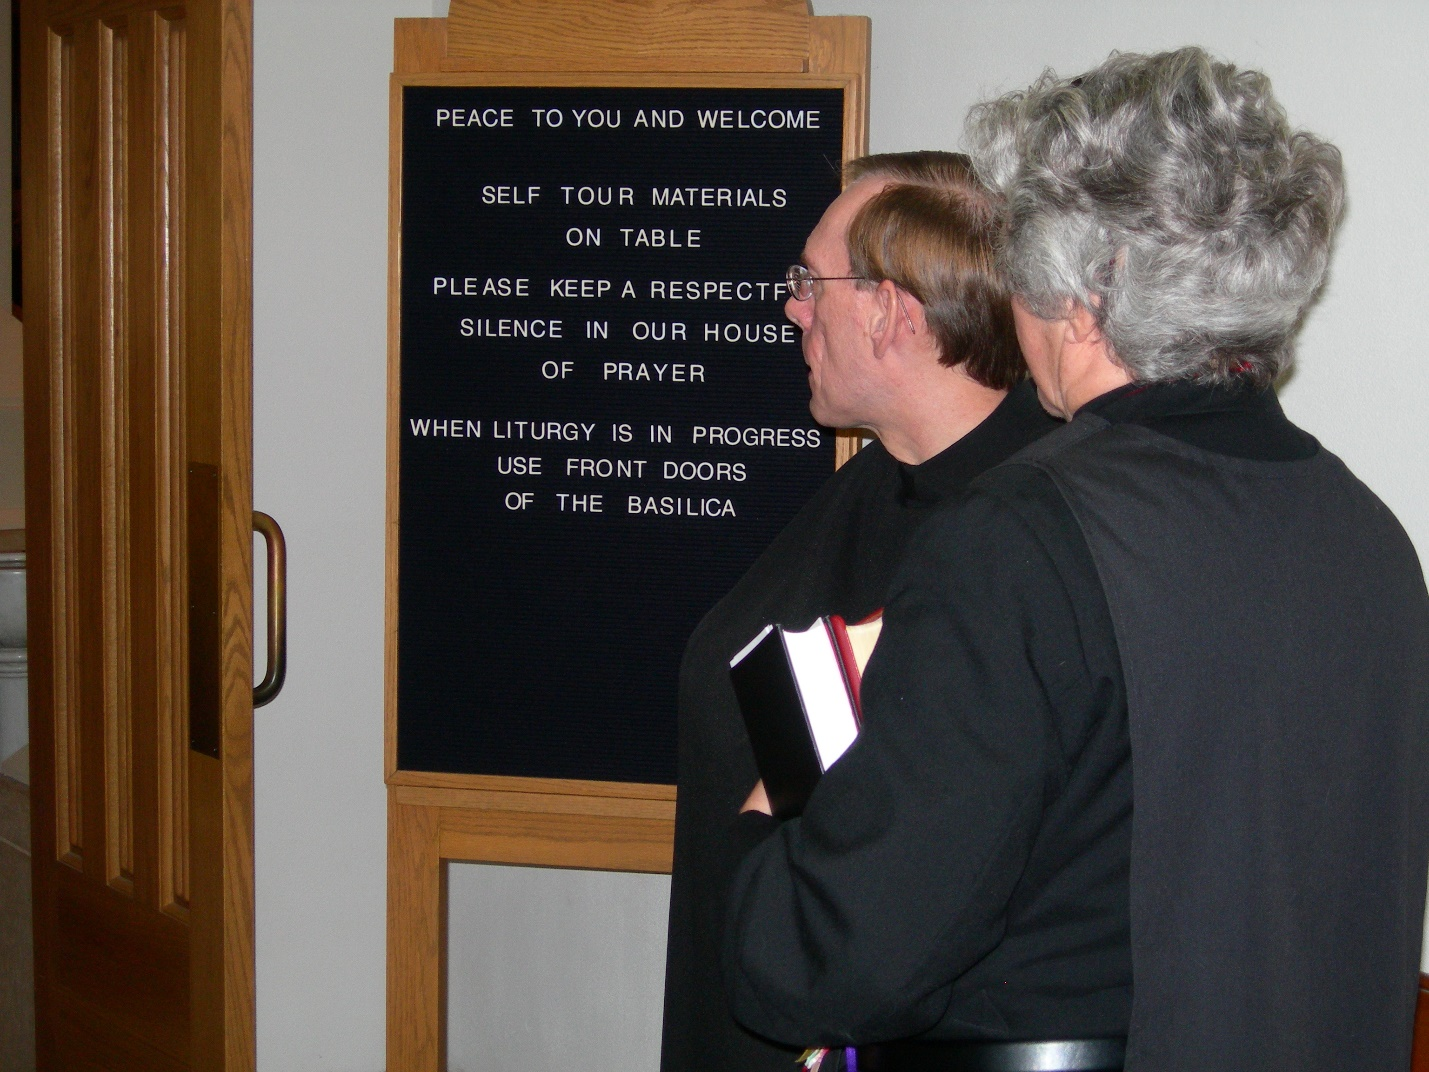 PEACE TO YOU AND WELCOME
SELF TOUR MATERIALS
ON TABLE
PLEASE KEEP A RESPECTF
SILENCE IN OUR HOUSE
OF PRAYER
WHEN LITURGY IS IN PROGRESS
USE FRONT DOORS
OF THE BASILICA